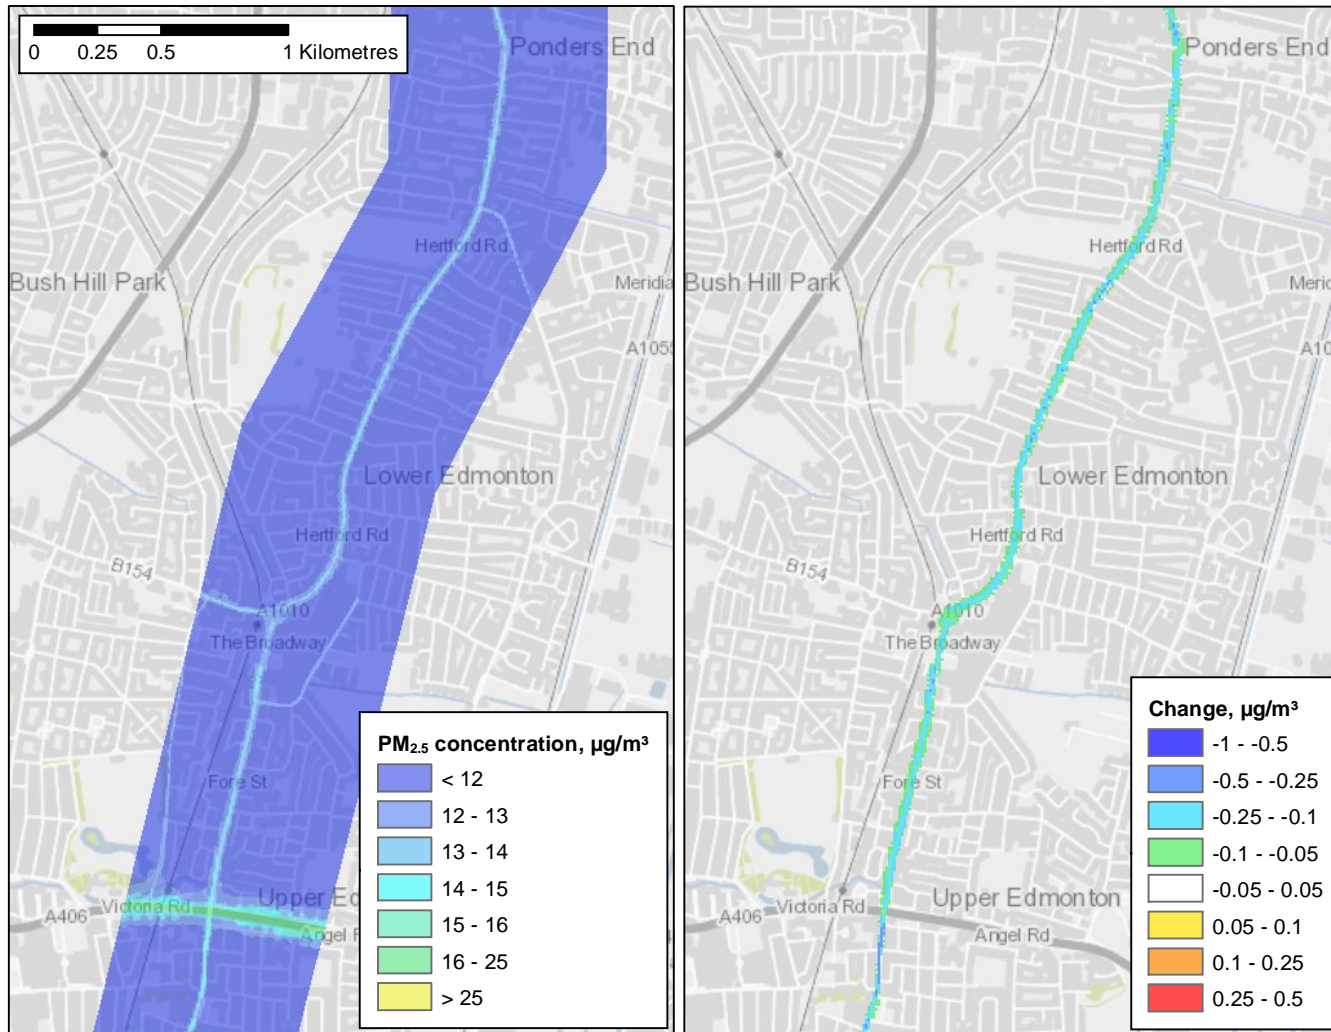 0 0.25 0.5 1 Kilometres
Ponders End
Hertford Rd
Bush Hill Park
Meridia
A1055
Lower Edmonton
Hertford Rd
B154
A1010
The Broadway
Fore St
Upper Ed
Victoria Rd
A406
Angel R
PM2.5 concentration, µg/m³
< 12
12 - 13
13 - 14
14 - 15
15 - 16
16 - 25
> 25
Ponders End
Hertford Rd
Bush Hill Park
Meric
A10
Lower Edmonton
Hertford Rd
B154
A1010
The Broadway
Fore St
Upper Edmonton
Victoria Rd
A406
Angel Rd
Change, µg/m³
-1 - -0.5
-0.5 - -0.25
-0.25 - -0.1
-0.1 - -0.05
-0.05 - 0.05
0.05 - 0.1
0.1 - 0.25
0.25 - 0.5